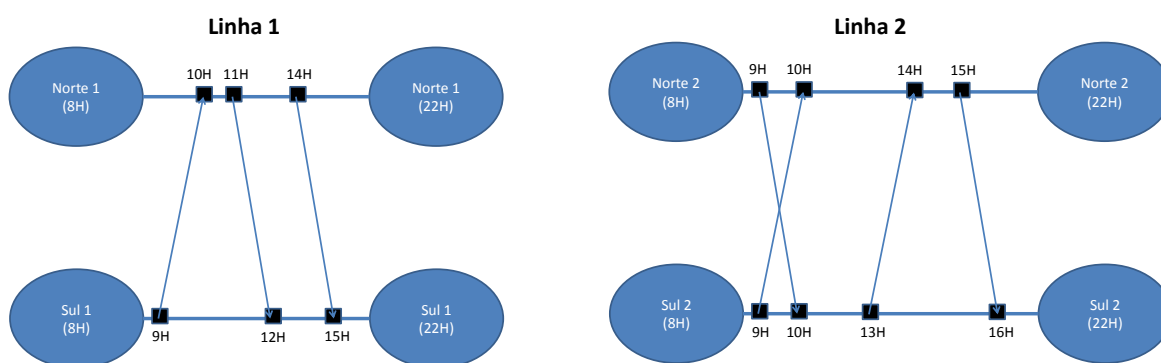 Linha 1
Norte 1
(8H)
10H
11H
14H
Norte 1
(22H)
Sul 1
(8H)
9H
12H
15H
Sul 1
(22H)
Linha 2
Norte 2
(8H)
9H
10H
14H
15H
Norte 2
(22H)
Sul 2
(8H)
9H
10H
13H
16H
Sul 2
(22H)